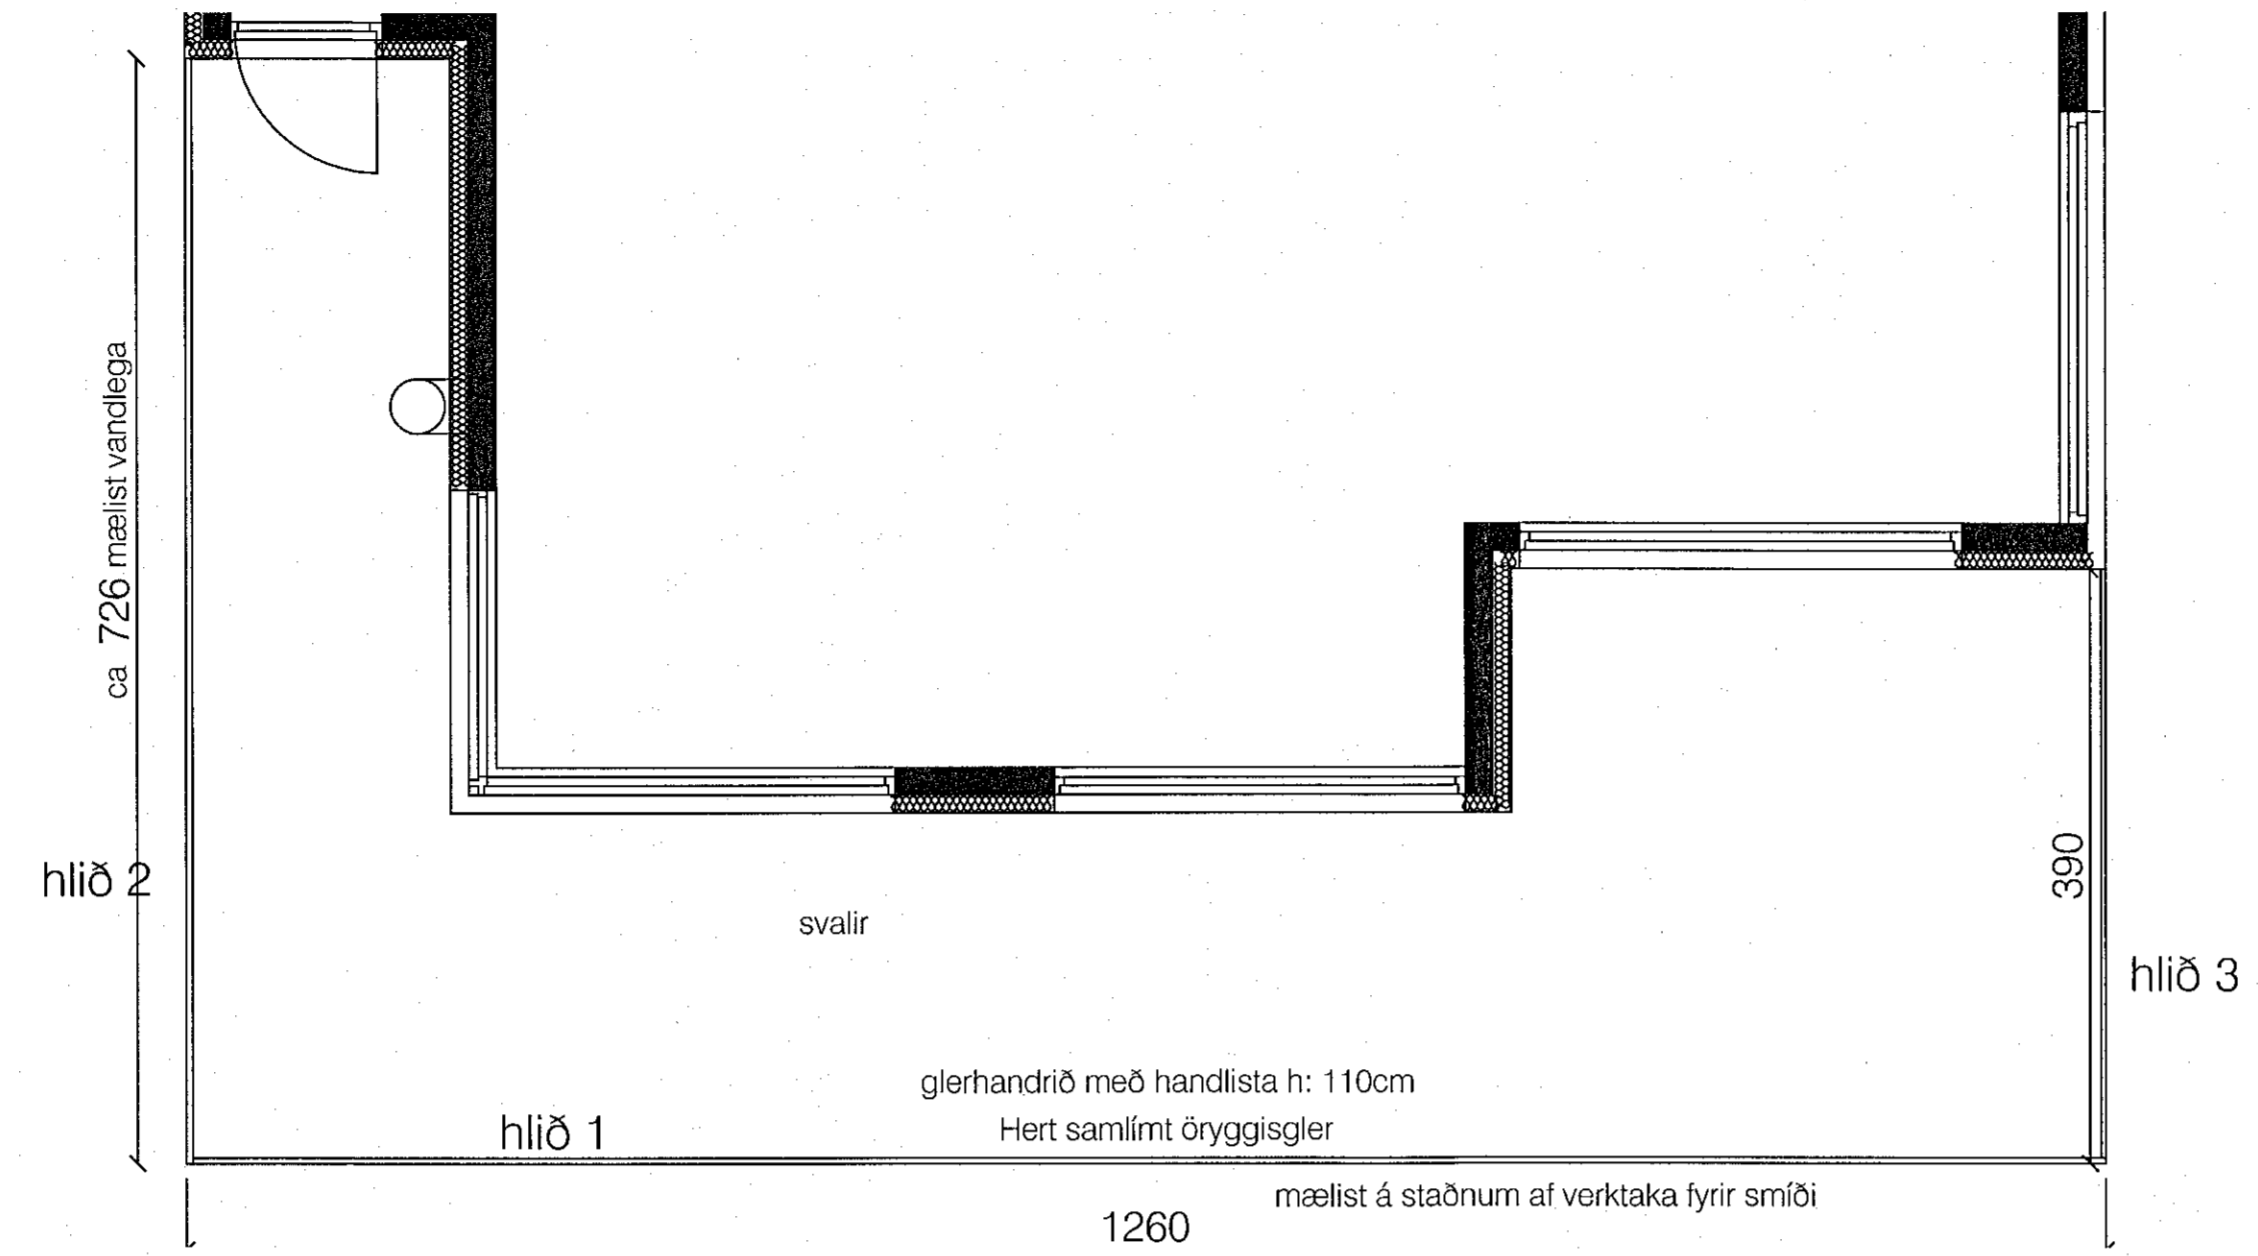 ca 726 mælist vandlega
hlið 2
svalir
390
hlið 3
glerhandrið með handlista h: 110cm
hlið 1
Hert samlímt öryggisgler
mælist á staðnum af verktaka fyrir smíði
1260